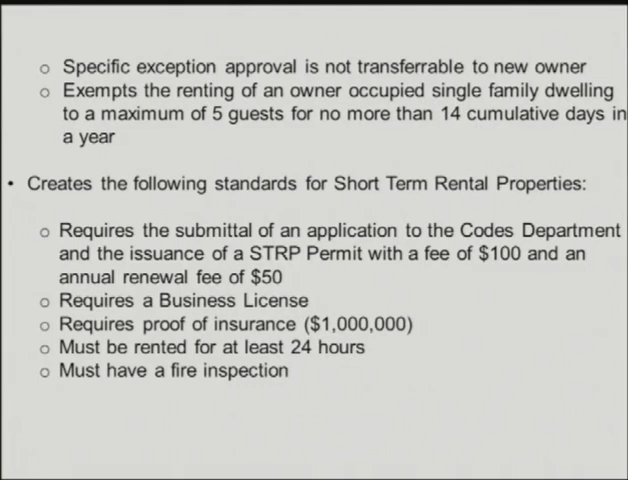 ○ Specific exception approval is not transferrable to new owner
○ Exempts the renting of an owner occupied single family dwelling
to a maximum of 5 guests for no more than 14 cumulative days in
a year
• Creates the following standards for Short Term Rental Properties:
○ Requires the submittal of an application to the Codes Department
and the issuance of a STRP Permit with a fee of $100 and an
annual renewal fee of $50
○ Requires a Business License
○ Requires proof of insurance ($1,000,000)
○ Must be rented for at least 24 hours
○ Must have a fire inspection